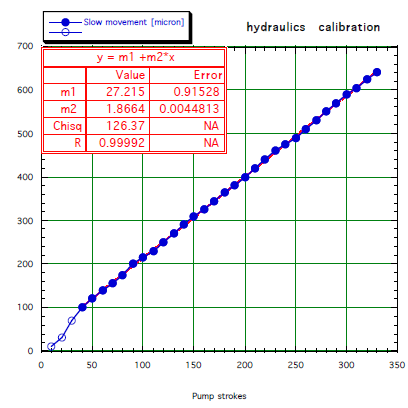 Slow movement [micron]
hydraulics calibration
y = m1 +m2*x
Value Error
m1 27.215 0.91528
m2 1.8664 0.0044813
Chisq 126.37 NA
R 0.99992 NA
700
600
500
400
300
200
100
0
0 50 100 150 200 250 300 350
Pump strokes